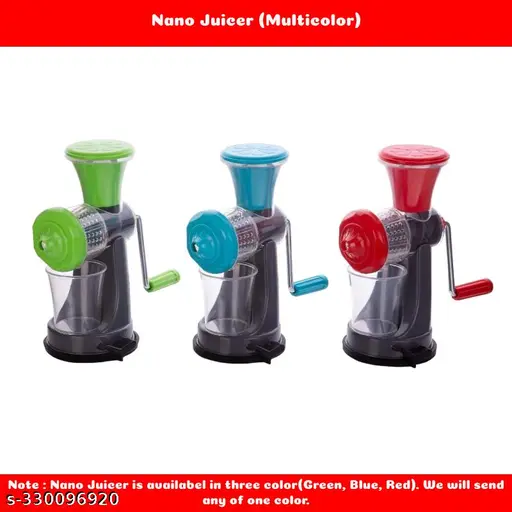 Nano Juicer (Multicolor)
Note : Nano Juicer is availabel in three color(Green, Blue, Red). We will send
any of one color.
s-330096920